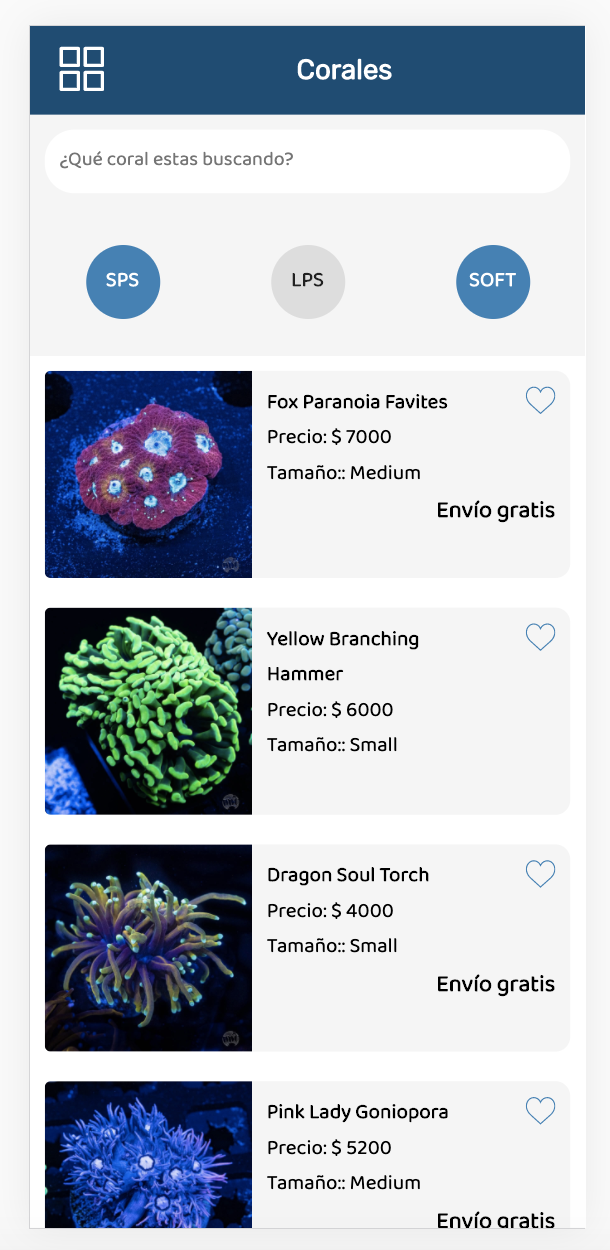 Corales
¿Qué coral estas buscando?
SPS
LPS
SOFT
Fox Paranoia Favites
Precio: $ 7000
Tamaño:: Medium
Envío gratis
Yellow Branching
Hammer
Precio: $ 6000
Tamaño:: Small
Dragon Soul Torch
Precio: $ 4000
Tamaño:: Small
Envío gratis
Pink Lady Goniopora
Precio: $ 5200
Tamaño:: Medium
Envío gratis